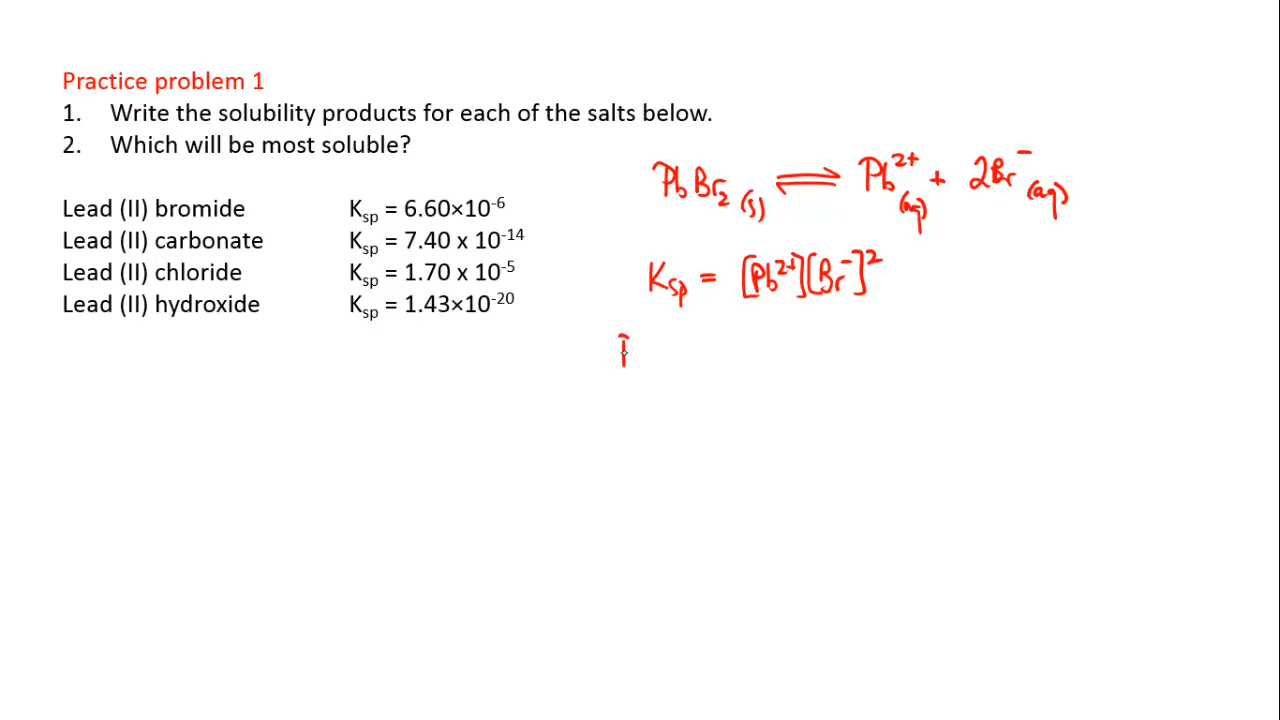 Practice problem 1
1. Write the solubility products for each of the salts below.
2. Which will be most soluble?
PbBr₂ (s) ⇌ Pb²⁺ (aq) + 2Br⁻ (aq)
Lead (II) bromide Kₛₚ = 6.60×10⁻⁶
Lead (II) carbonate Kₛₚ = 7.40 x 10⁻¹⁴
Lead (II) chloride Kₛₚ = 1.70 x 10⁻⁵
Lead (II) hydroxide Kₛₚ = 1.43×10⁻²⁰
Kₛₚ = [Pb²⁺][Br⁻]²